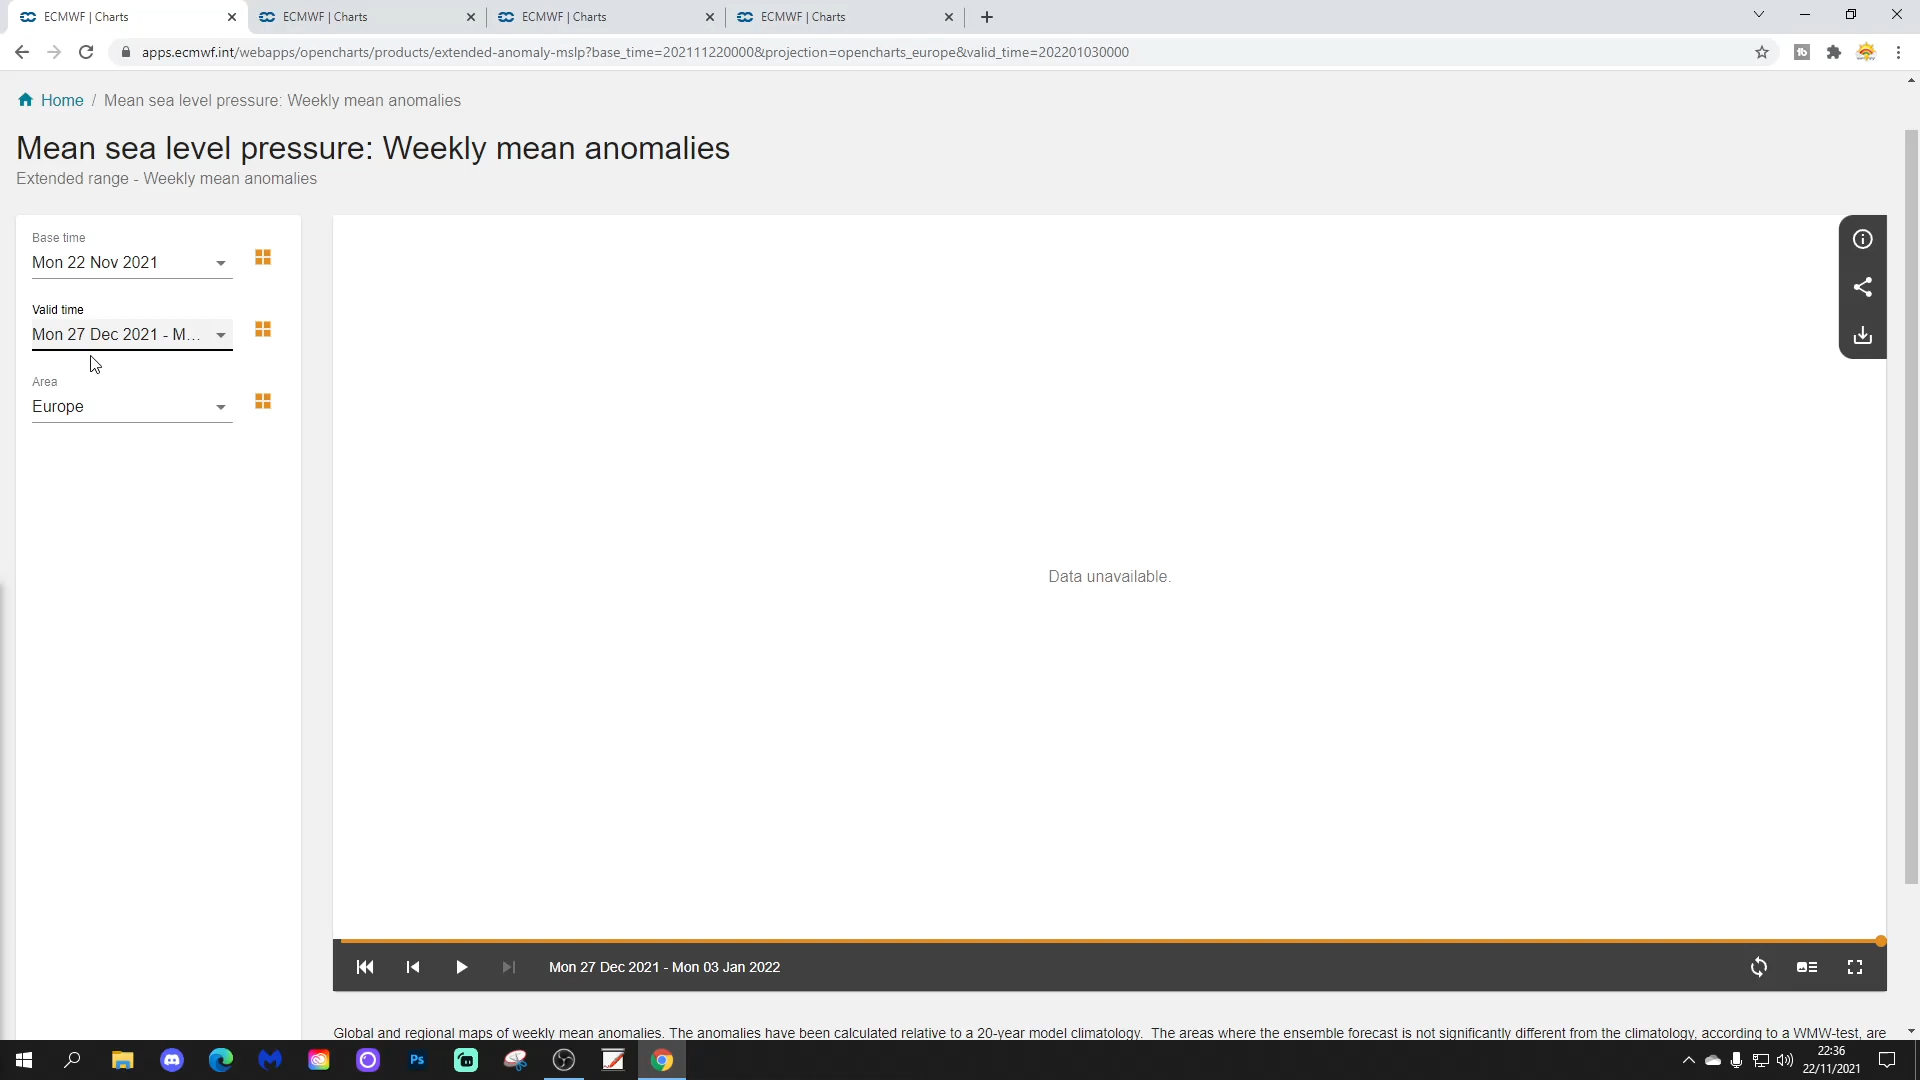 ECMWF | Charts
ECMWF | Charts
ECMWF | Charts
ECMWF | Charts
apps.ecmwf.int/webapps/opencharts/products/extended-anomaly-mslp?base_time=202111220000&projection=opencharts_europe&valid_time=202201030000
Home / Mean sea level pressure: Weekly mean anomalies
Mean sea level pressure: Weekly mean anomalies
Extended range - Weekly mean anomalies
Base time
Mon 22 Nov 2021
Valid time
Mon 27 Dec 2021 - M...
Area
Europe
Data unavailable.
Mon 27 Dec 2021 - Mon 03 Jan 2022
Global and regional maps of weekly mean anomalies. The anomalies have been calculated relative to a 20-year model climatology. The areas where the ensemble forecast is not significantly different from the climatology, according to a WMW-test, are
Ps
22:36
22/11/2021